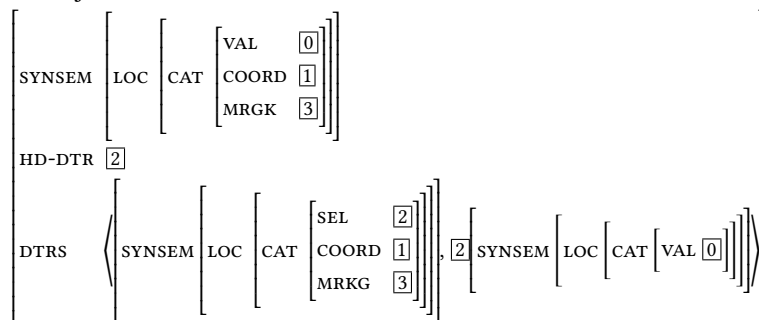 VAL 0
SYNSEM LOC CAT COORD 1
MRGK 3
HD-DTR 2
SEL 2
DTRS ⟨ SYNSEM LOC CAT COORD 1 , 2 SYNSEM LOC CAT VAL 0 ⟩
MRKG 3